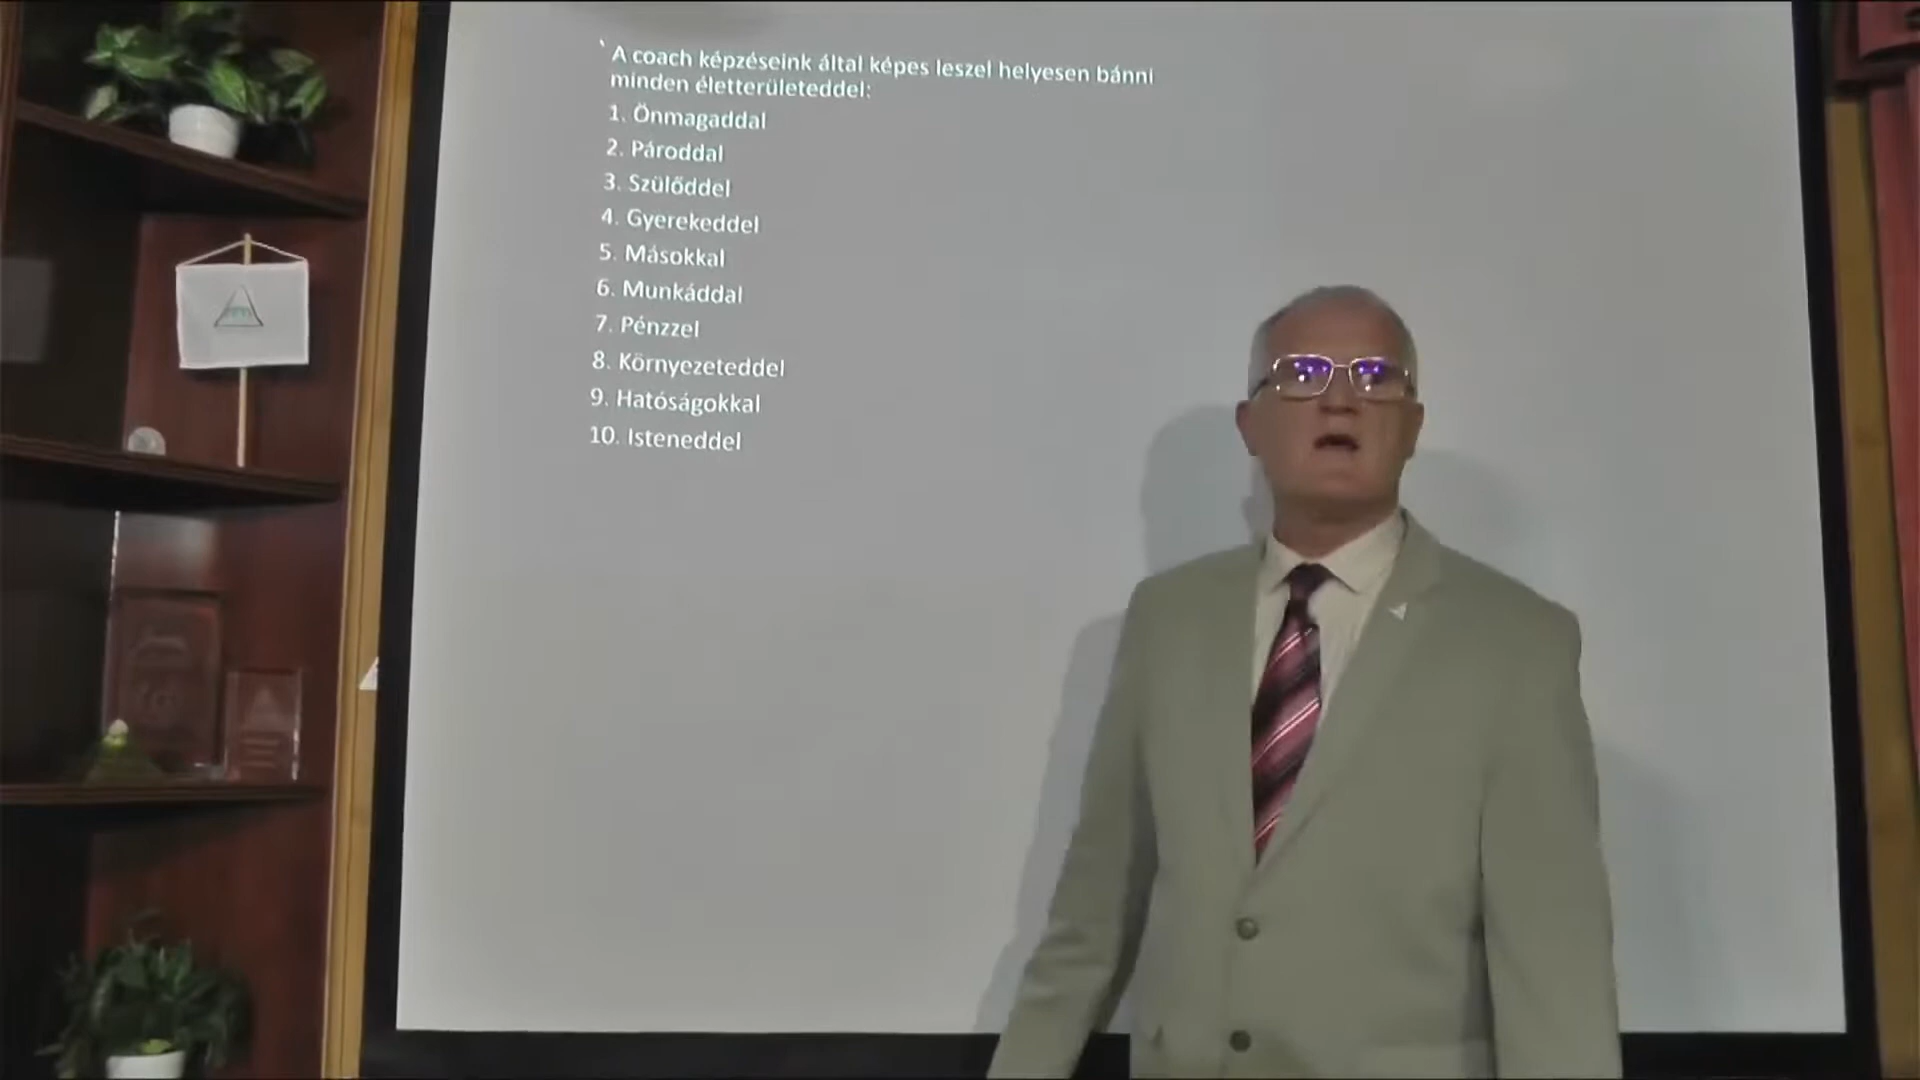 A coach képzéseink által képes leszel helyesen bánni
minden életterületeddel:
1. Önmagaddal
2. Pároddal
3. Szülőddel
4. Gyerekeddel
5. Másokkal
6. Munkáddal
7. Pénzzel
8. Környezeteddel
9. Hatóságokkal
10. Isteneddel